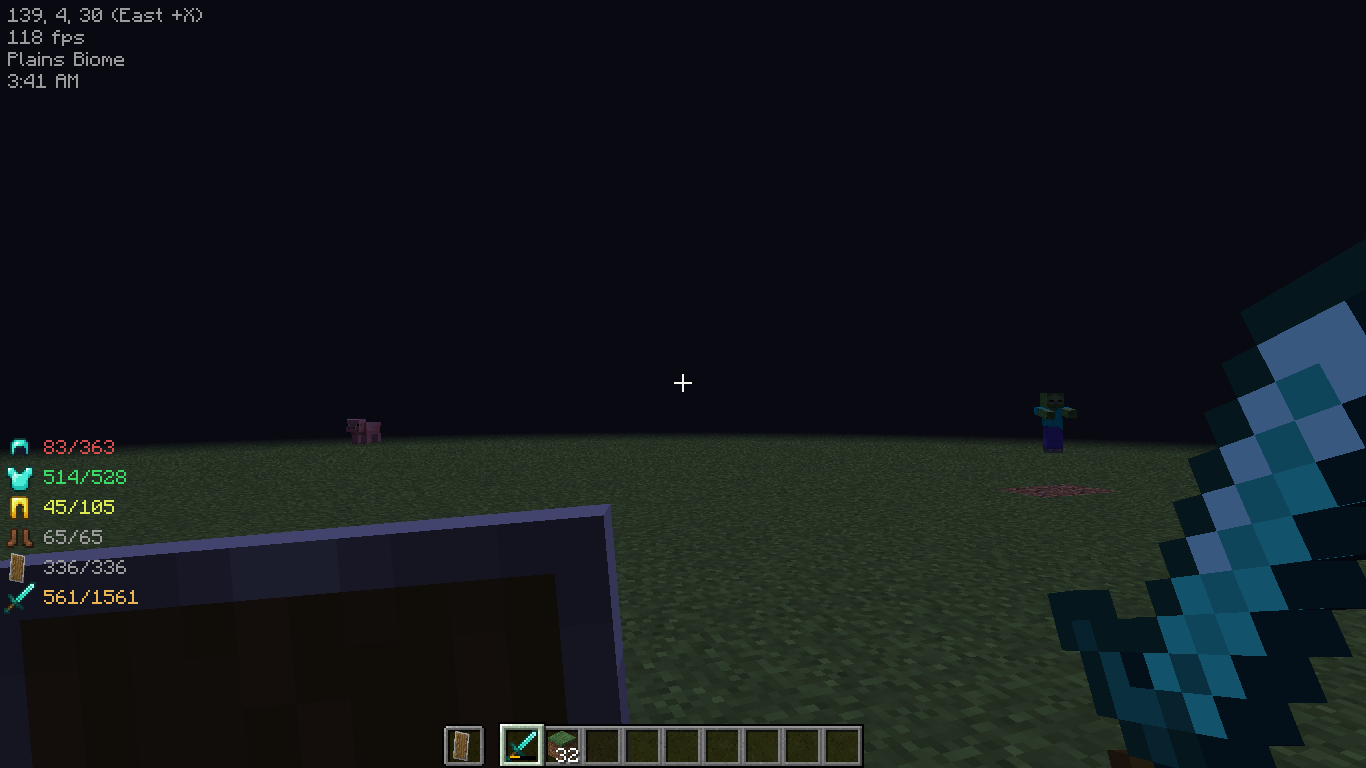 139, 4, 30 (East +X)
118 fps
Plains Biome
3:41 AM
83/363
514/528
45/105
65/65
336/336
561/1561
32